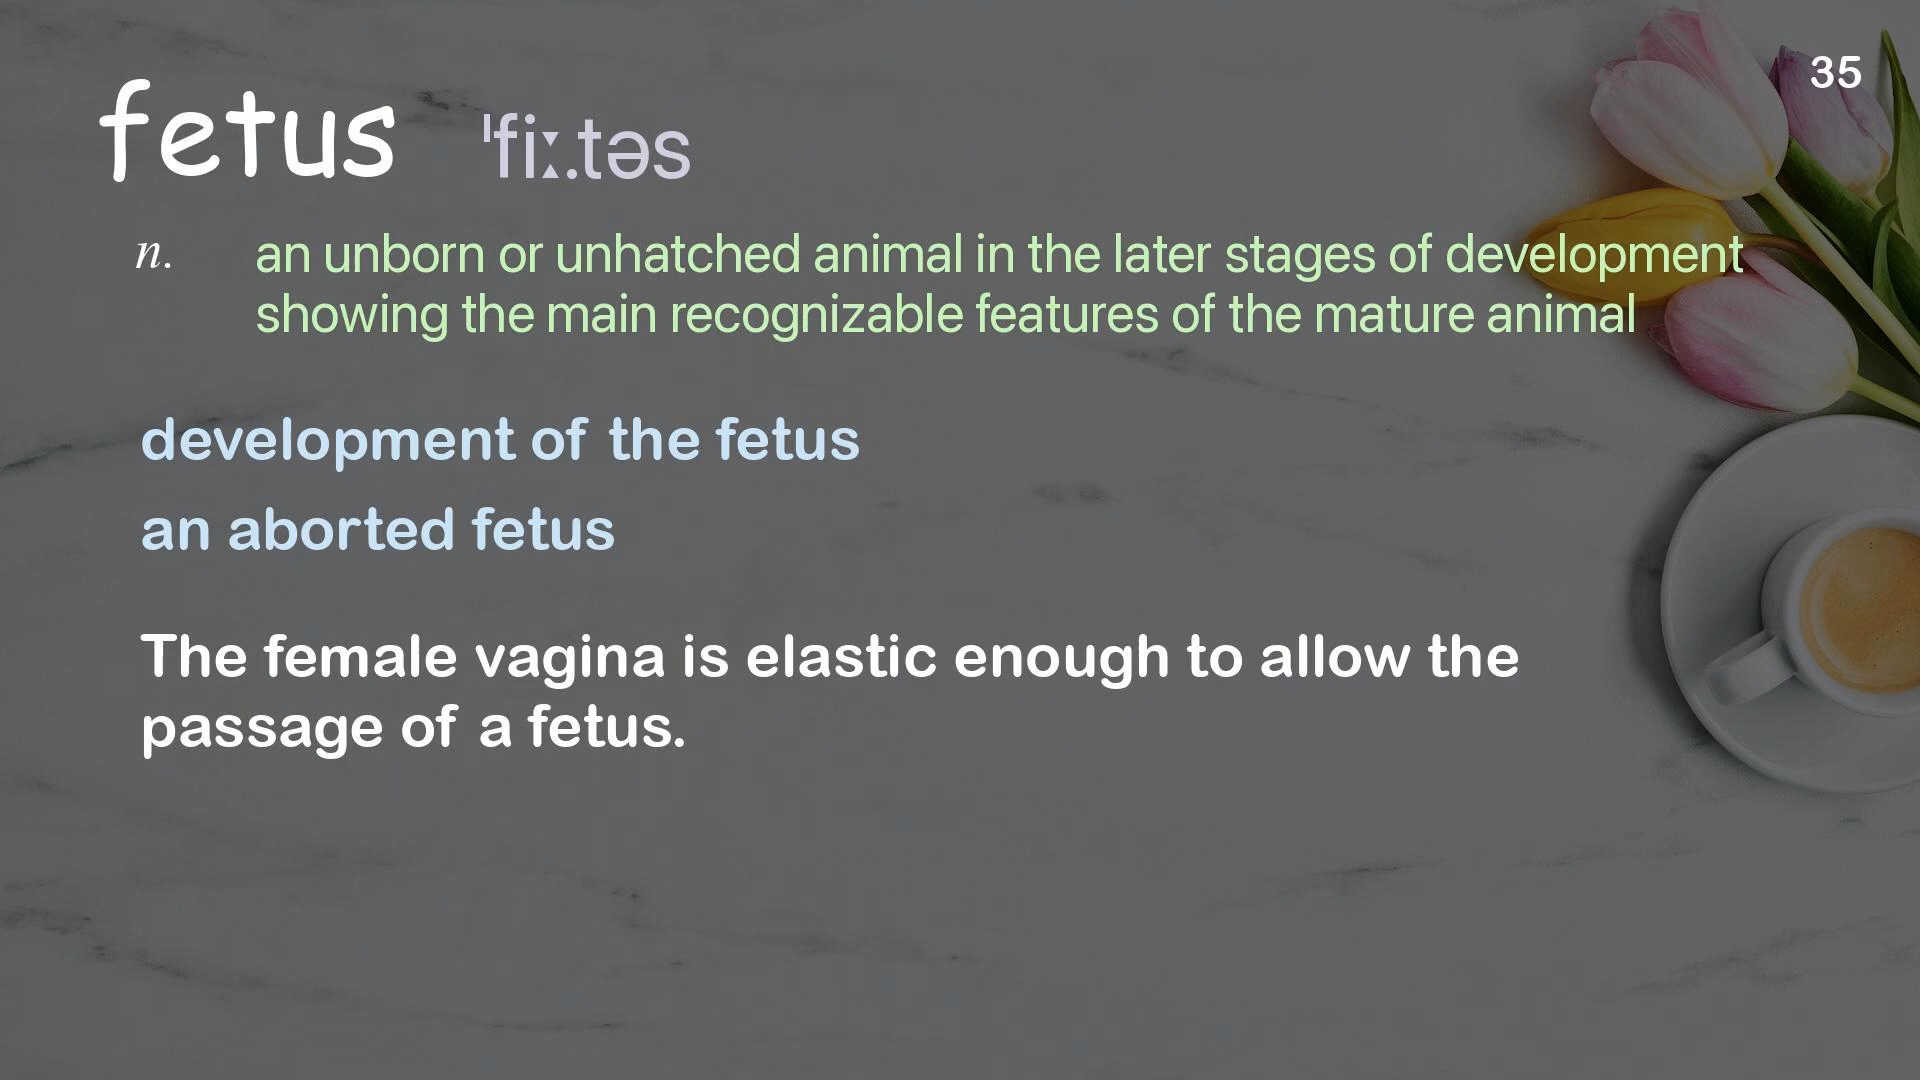 35
fetus ˈfiː.təs
n. an unborn or unhatched animal in the later stages of development
showing the main recognizable features of the mature animal
development of the fetus
an aborted fetus
The female vagina is elastic enough to allow the
passage of a fetus.